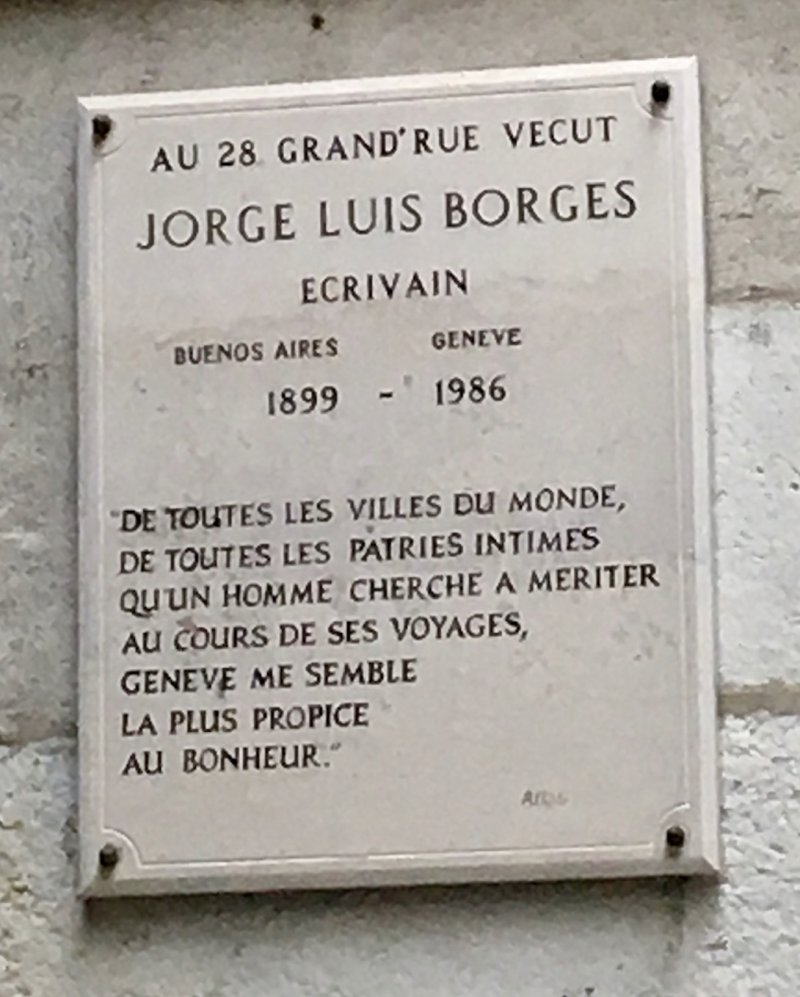 AU 28 GRAND'RUE VECUT
JORGE LUIS BORGES
ECRIVAIN
BUENOS AIRES GENEVE
1899 - 1986
"DE TOUTES LES VILLES DU MONDE,
DE TOUTES LES PATRIES INTIMES
QU'UN HOMME CHERCHE A MERITER
AU COURS DE SES VOYAGES,
GENEVE ME SEMBLE
LA PLUS PROPICE
AU BONHEUR."